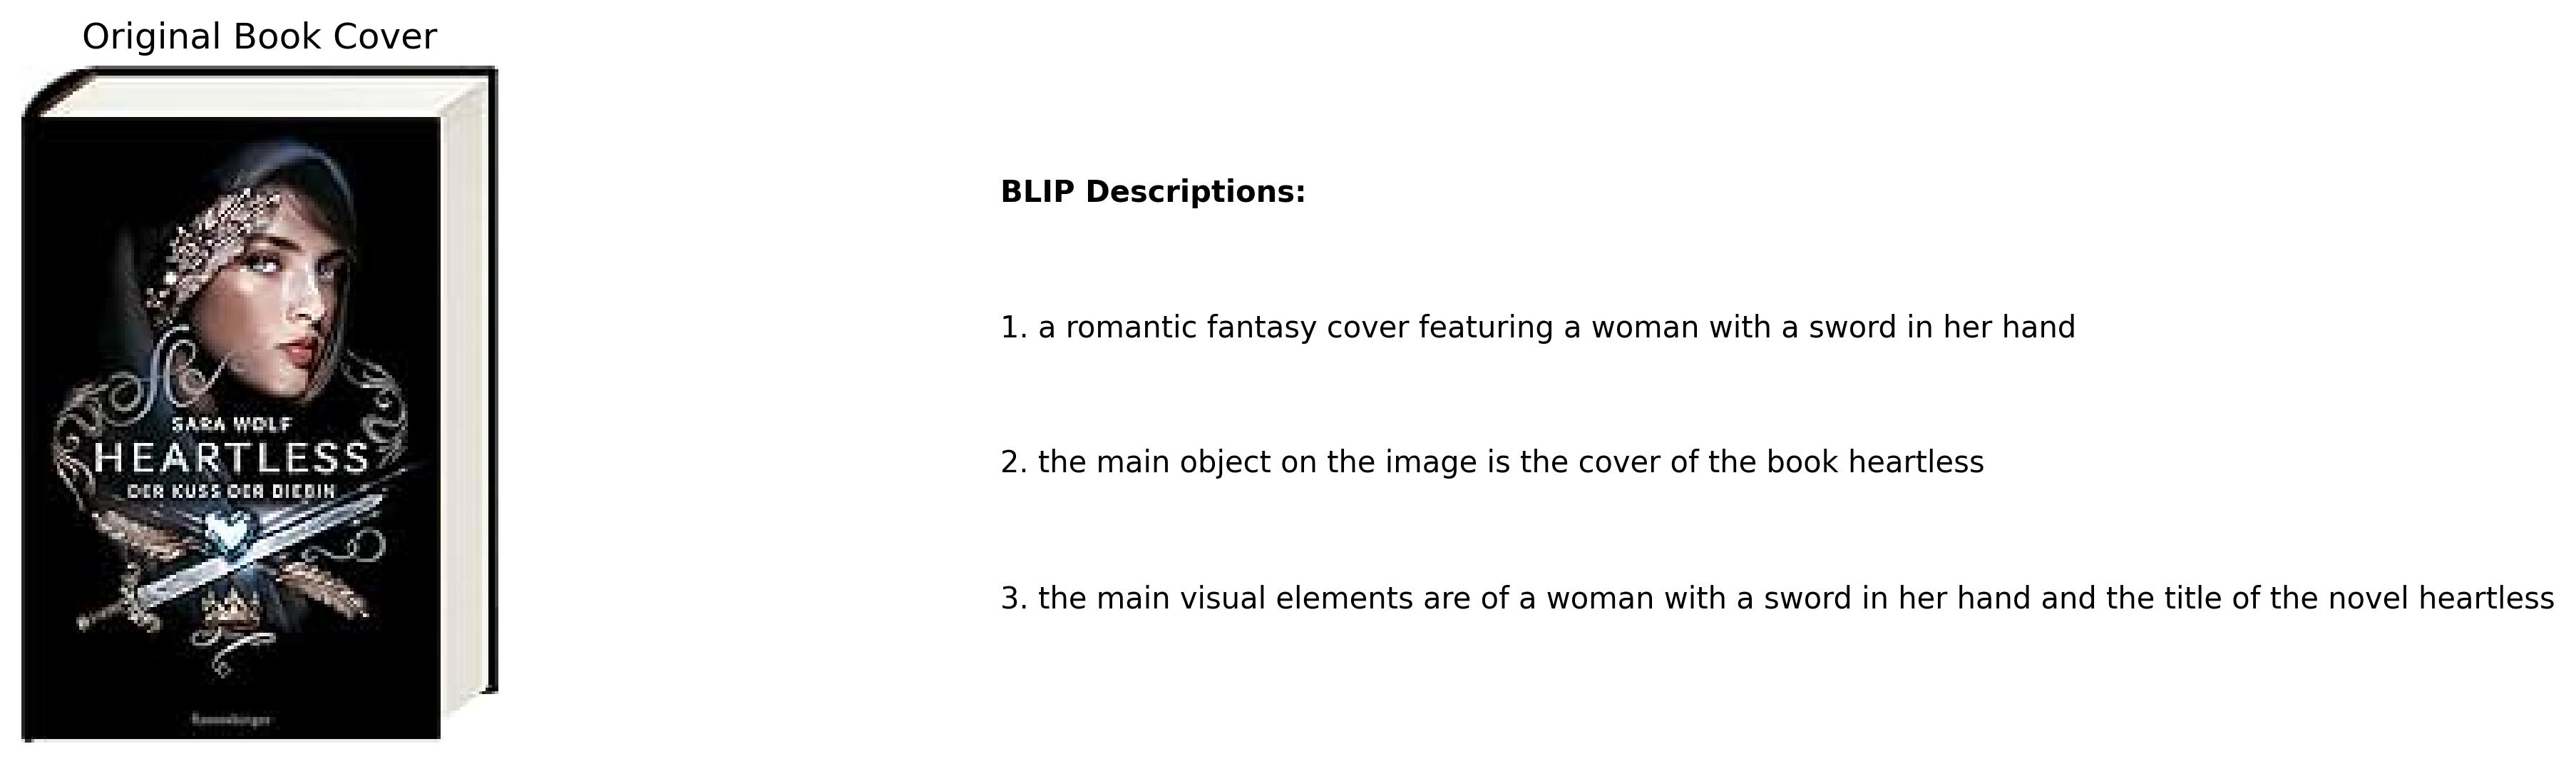 Original Book Cover
SARA WOLF
HEARTLESS
DER KUSS DER DIEBIN
Ravensburger
BLIP Descriptions:
1. a romantic fantasy cover featuring a woman with a sword in her hand
2. the main object on the image is the cover of the book heartless
3. the main visual elements are of a woman with a sword in her hand and the title of the novel heartless